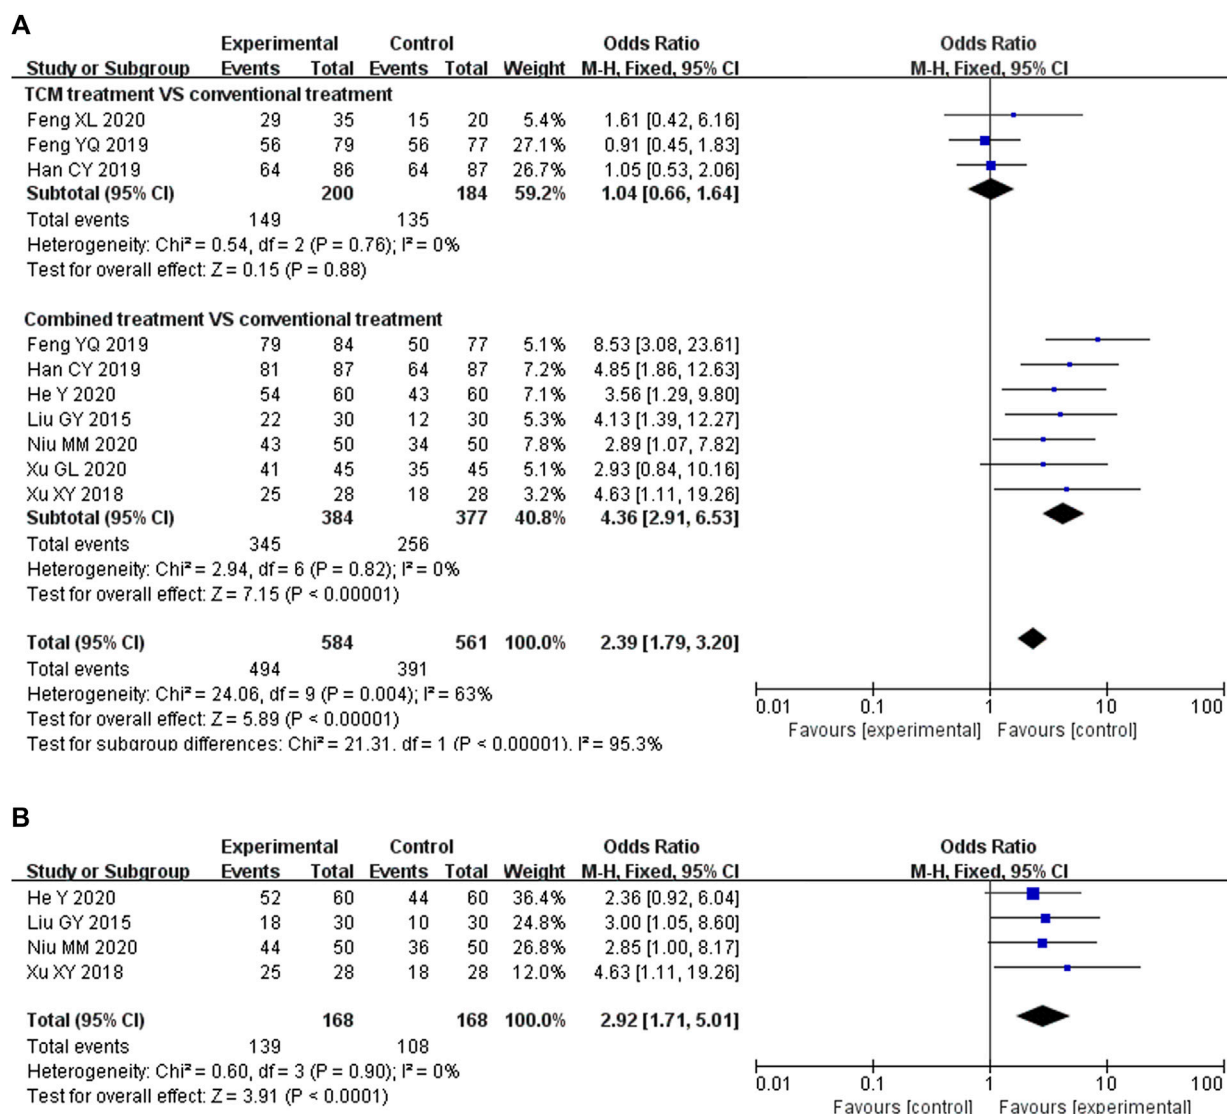 A
Experimental Control Odds Ratio Odds Ratio
Study or Subgroup Events Total Events Total Weight M-H, Fixed, 95% CI M-H, Fixed, 95% CI
TCM treatment VS conventional treatment
Feng XL 2020 29 35 15 20 5.4% 1.61 [0.42, 6.16]
Feng YQ 2019 56 79 56 77 27.1% 0.91 [0.45, 1.83]
Han CY 2019 64 86 64 87 26.7% 1.05 [0.53, 2.06]
Subtotal (95% CI) 200 184 59.2% 1.04 [0.66, 1.64]
Total events 149 135
Heterogeneity: Chi² = 0.54, df = 2 (P = 0.76); I² = 0%
Test for overall effect: Z = 0.15 (P = 0.88)
Combined treatment VS conventional treatment
Feng YQ 2019 79 84 50 77 5.1% 8.53 [3.08, 23.61]
Han CY 2019 81 87 64 87 7.2% 4.85 [1.86, 12.63]
He Y 2020 54 60 43 60 7.1% 3.56 [1.29, 9.80]
Liu GY 2015 22 30 12 30 5.3% 4.13 [1.39, 12.27]
Niu MM 2020 43 50 34 50 7.8% 2.89 [1.07, 7.82]
Xu GL 2020 41 45 35 45 5.1% 2.93 [0.84, 10.16]
Xu XY 2018 25 28 18 28 3.2% 4.63 [1.11, 19.26]
Subtotal (95% CI) 384 377 40.8% 4.36 [2.91, 6.53]
Total events 345 256
Heterogeneity: Chi² = 2.94, df = 6 (P = 0.82); I² = 0%
Test for overall effect: Z = 7.15 (P < 0.00001)
Total (95% CI) 584 561 100.0% 2.39 [1.79, 3.20]
Total events 494 391
Heterogeneity: Chi² = 24.06, df = 9 (P = 0.004); I² = 63%
Test for overall effect: Z = 5.89 (P < 0.00001)
Test for subgroup differences: Chi² = 21.31, df = 1 (P < 0.00001), I² = 95.3%
0.01 0.1 1 10 100
Favours [experimental] Favours [control]
B
Experimental Control Odds Ratio Odds Ratio
Study or Subgroup Events Total Events Total Weight M-H, Fixed, 95% CI M-H, Fixed, 95% CI
He Y 2020 52 60 44 60 36.4% 2.36 [0.92, 6.04]
Liu GY 2015 18 30 10 30 24.8% 3.00 [1.05, 8.60]
Niu MM 2020 44 50 36 50 26.8% 2.85 [1.00, 8.17]
Xu XY 2018 25 28 18 28 12.0% 4.63 [1.11, 19.26]
Total (95% CI) 168 168 100.0% 2.92 [1.71, 5.01]
Total events 139 108
Heterogeneity: Chi² = 0.60, df = 3 (P = 0.90); I² = 0%
Test for overall effect: Z = 3.91 (P < 0.0001)
0.01 0.1 1 10 100
Favours [control] Favours [experimental]